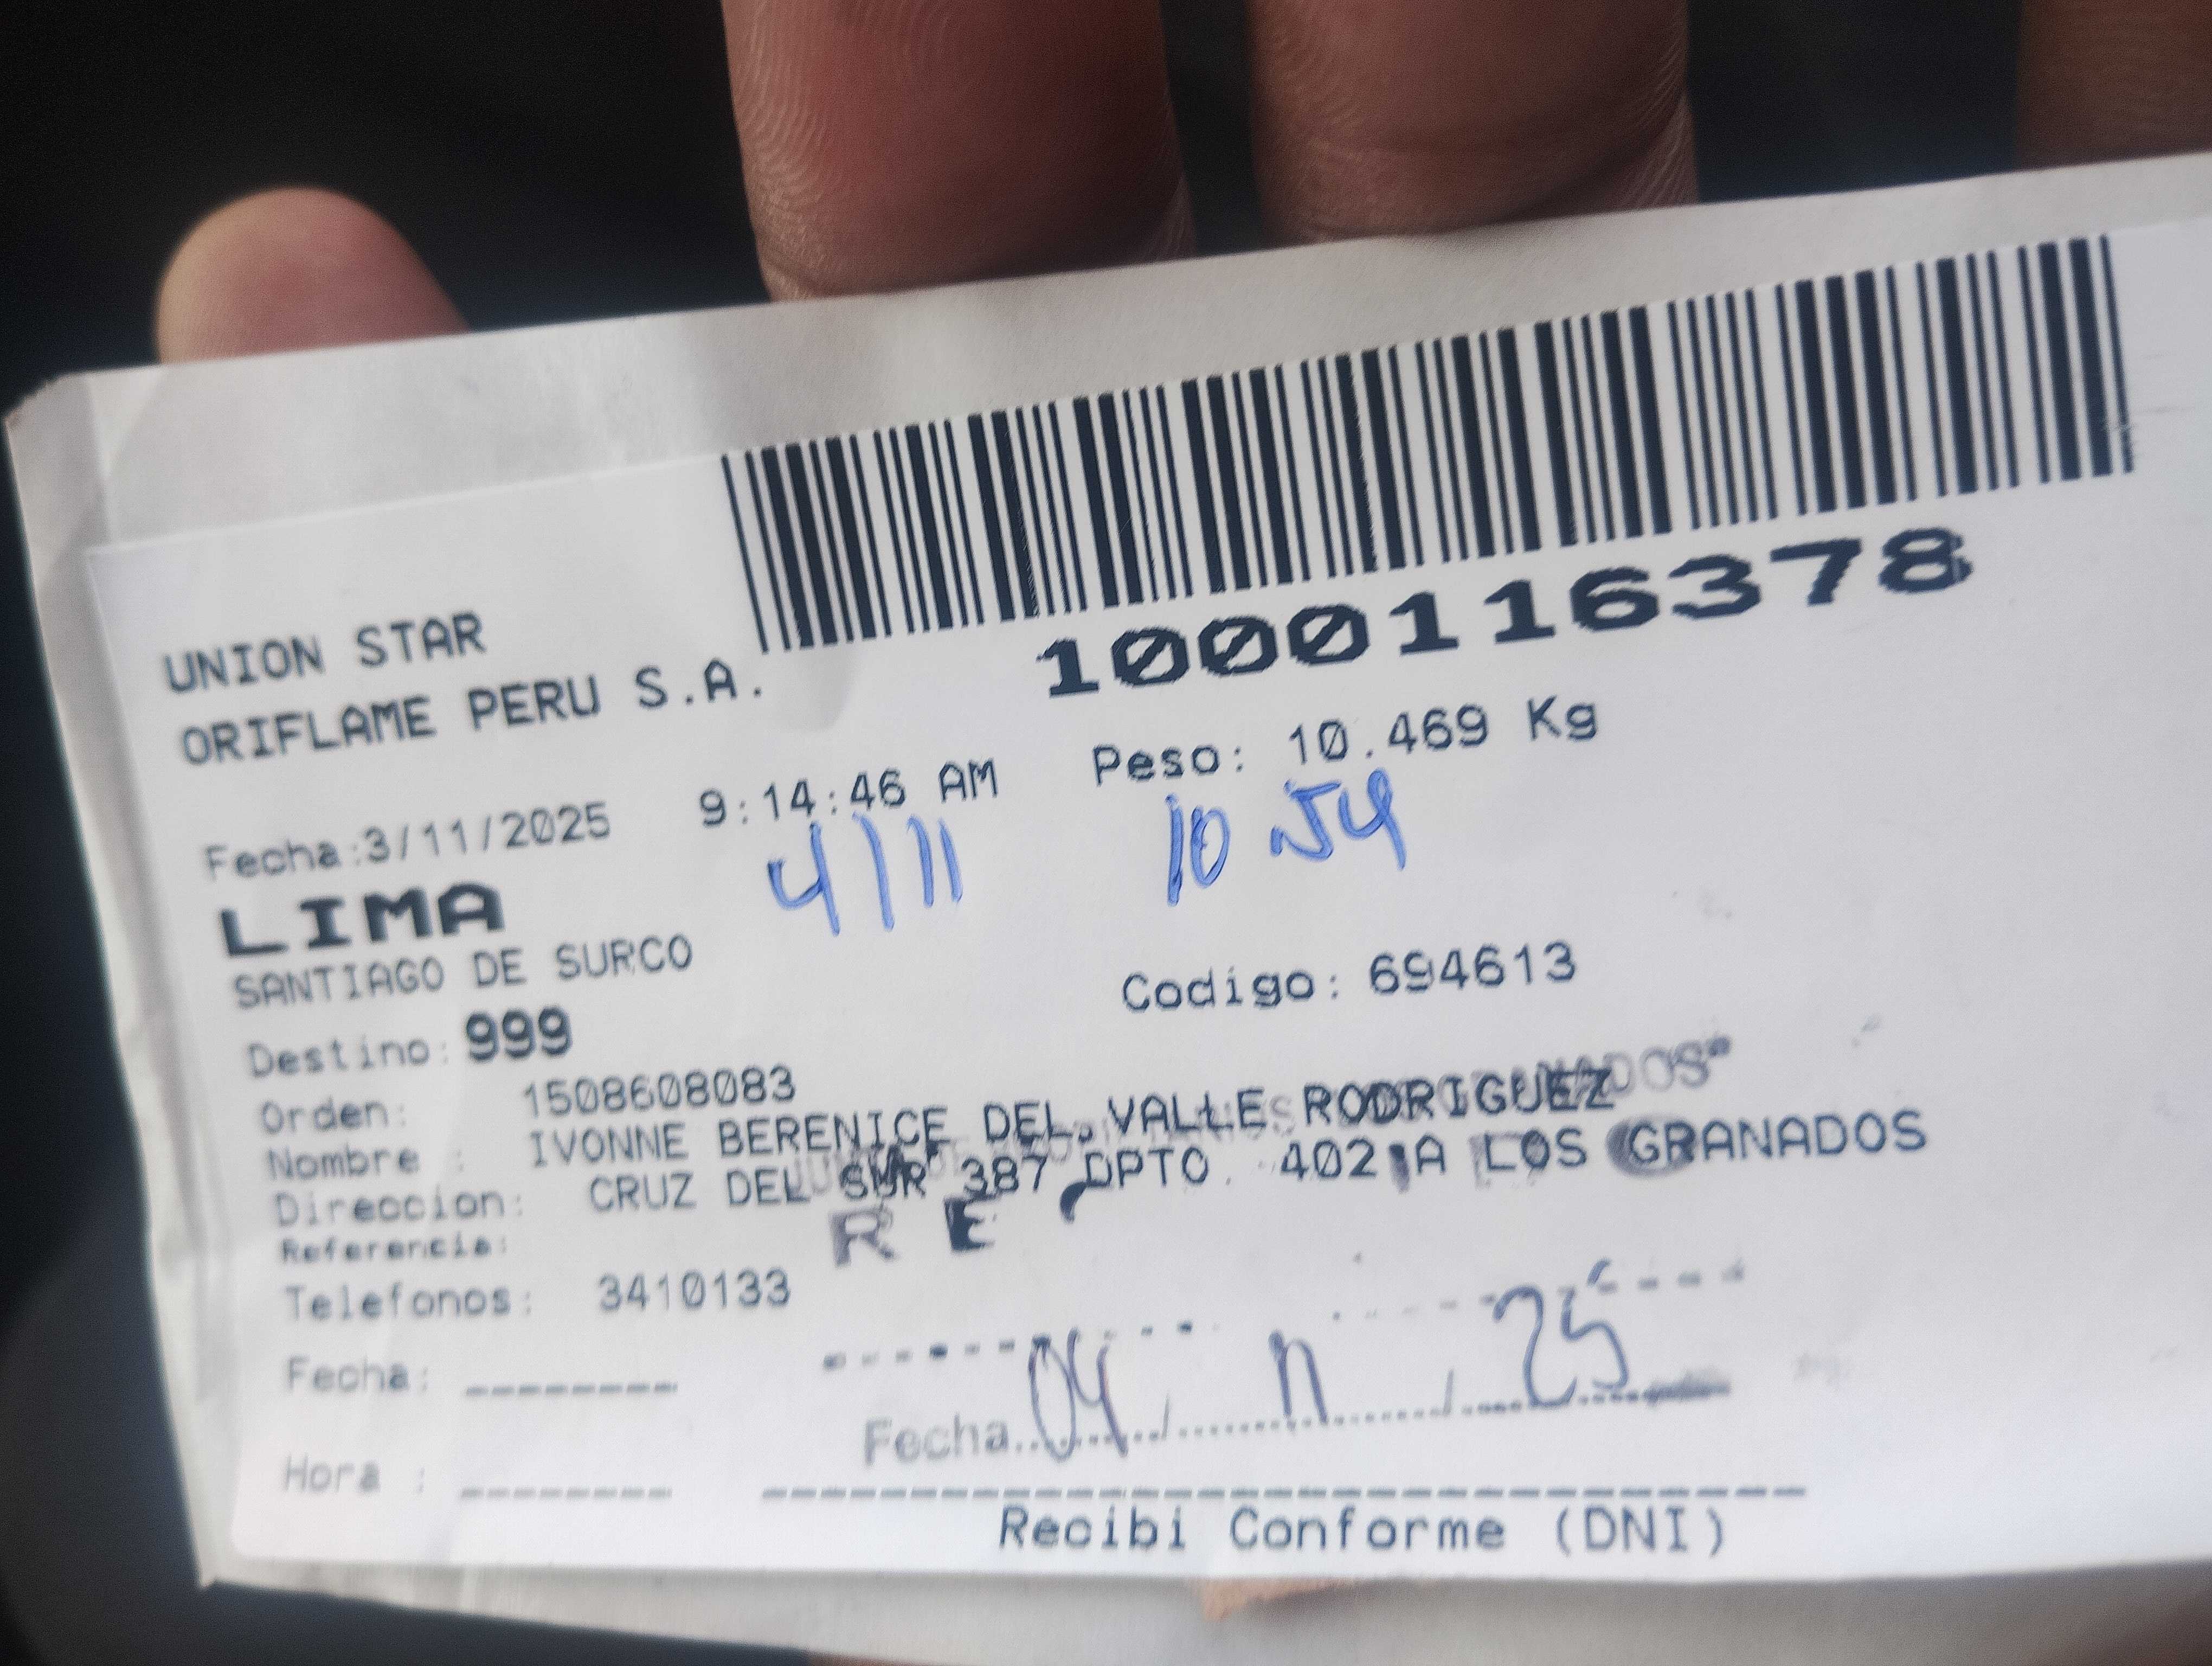 1000116378
UNION STAR
ORIFLAME PERU S.A.
Fecha:3/11/2025 9:14:46 AM Peso: 10.469 Kg
4/11 10 54
LIMA
SANTIAGO DE SURCO
Destino: 999 Codigo: 694613
Orden: 1508608083
Nombre : IVONNE BERENICE DEL VALLE RODRIGUEZ
Direccion: CRUZ DEL SUR 387 DPTO. 402 A LOS GRANADOS
Referencia:
R E
Telefonos: 3410133
Fecha:
Fecha 04 / 11 / 25
Hora :
Recibi Conforme (DNI)